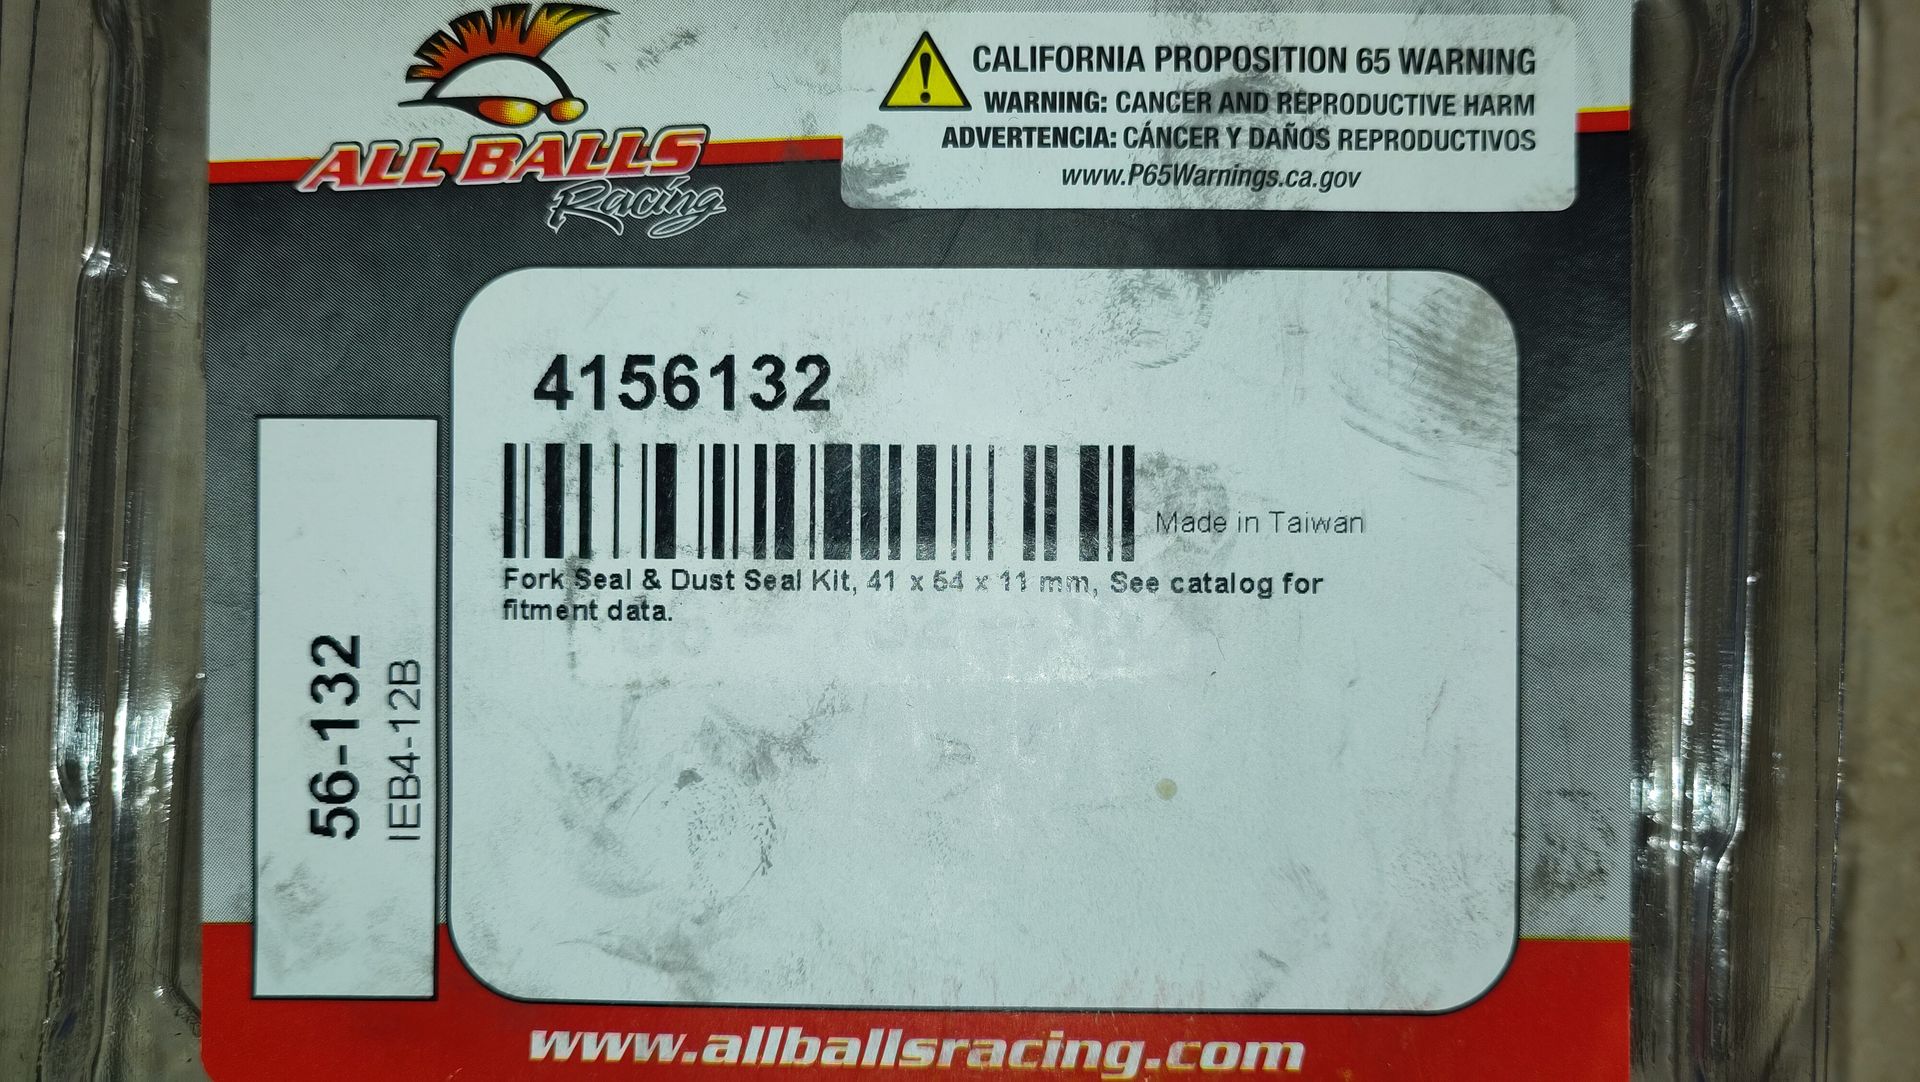 ALL BALLS
Racing
CALIFORNIA PROPOSITION 65 WARNING
WARNING: CANCER AND REPRODUCTIVE HARM
ADVERTENCIA: CÁNCER Y DAÑOS REPRODUCTIVOS
www.P65Warnings.ca.gov
4156132
Made in Taiwan
Fork Seal & Dust Seal Kit, 41 x 54 x 11 mm, See catalog for
fitment data.
56-132
IEB4-12B
www.allballsracing.com